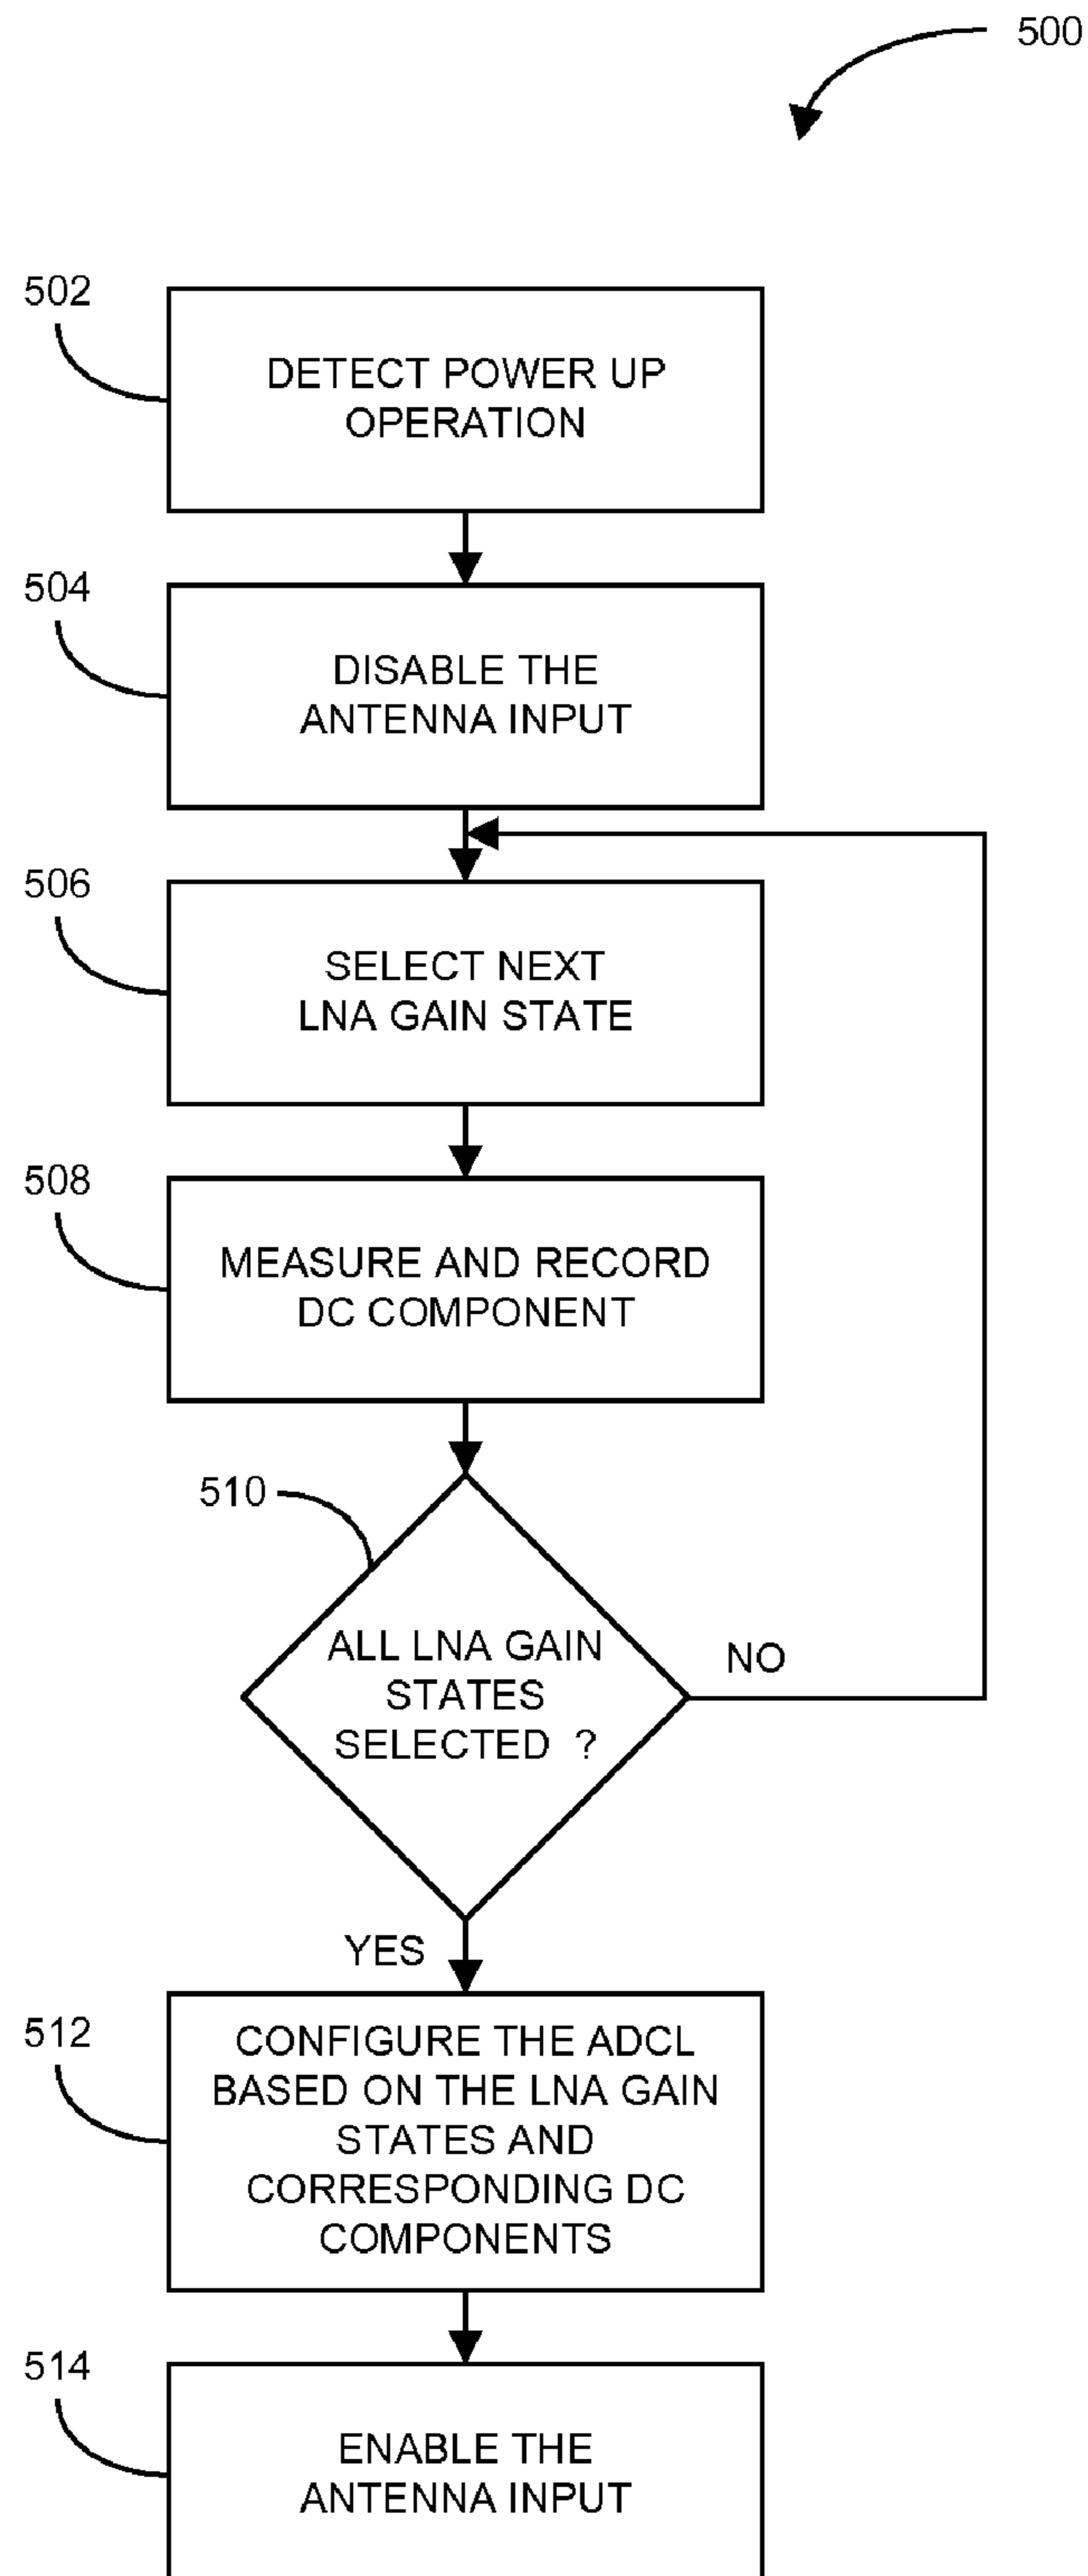 500
502
DETECT POWER UP
OPERATION
504
DISABLE THE
ANTENNA INPUT
506
SELECT NEXT
LNA GAIN STATE
508
MEASURE AND RECORD
DC COMPONENT
510
ALL LNA GAIN
STATES
SELECTED ?
NO
YES
512
CONFIGURE THE ADCL
BASED ON THE LNA GAIN
STATES AND
CORRESPONDING DC
COMPONENTS
514
ENABLE THE
ANTENNA INPUT